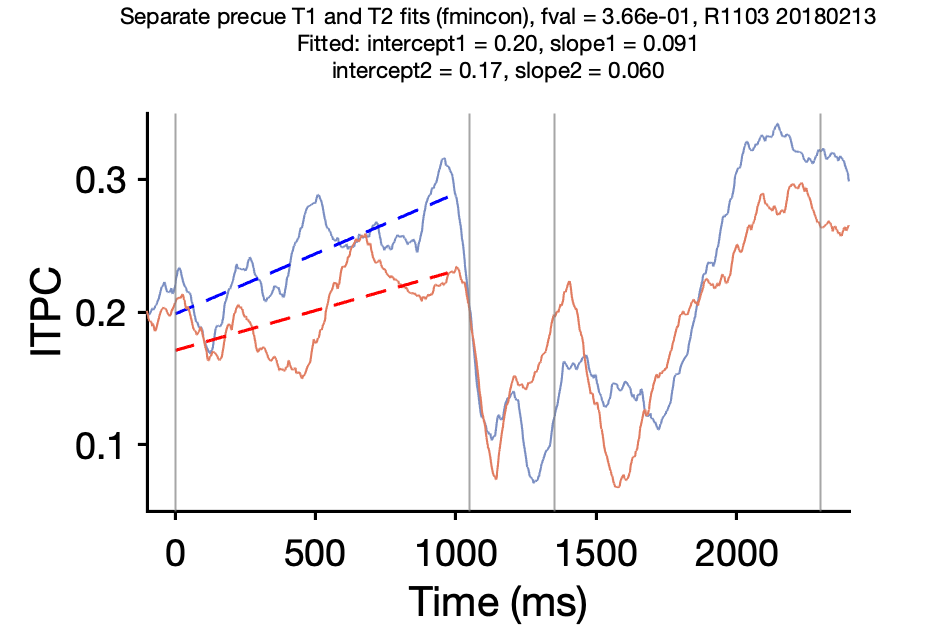 Separate precue T1 and T2 fits (fmincon), fval = 3.66e-01, R1103 20180213
Fitted: intercept1 = 0.20, slope1 = 0.091
intercept2 = 0.17, slope2 = 0.060
0.3
0.2
0.1
ITPC
0 500 1000 1500 2000
Time (ms)